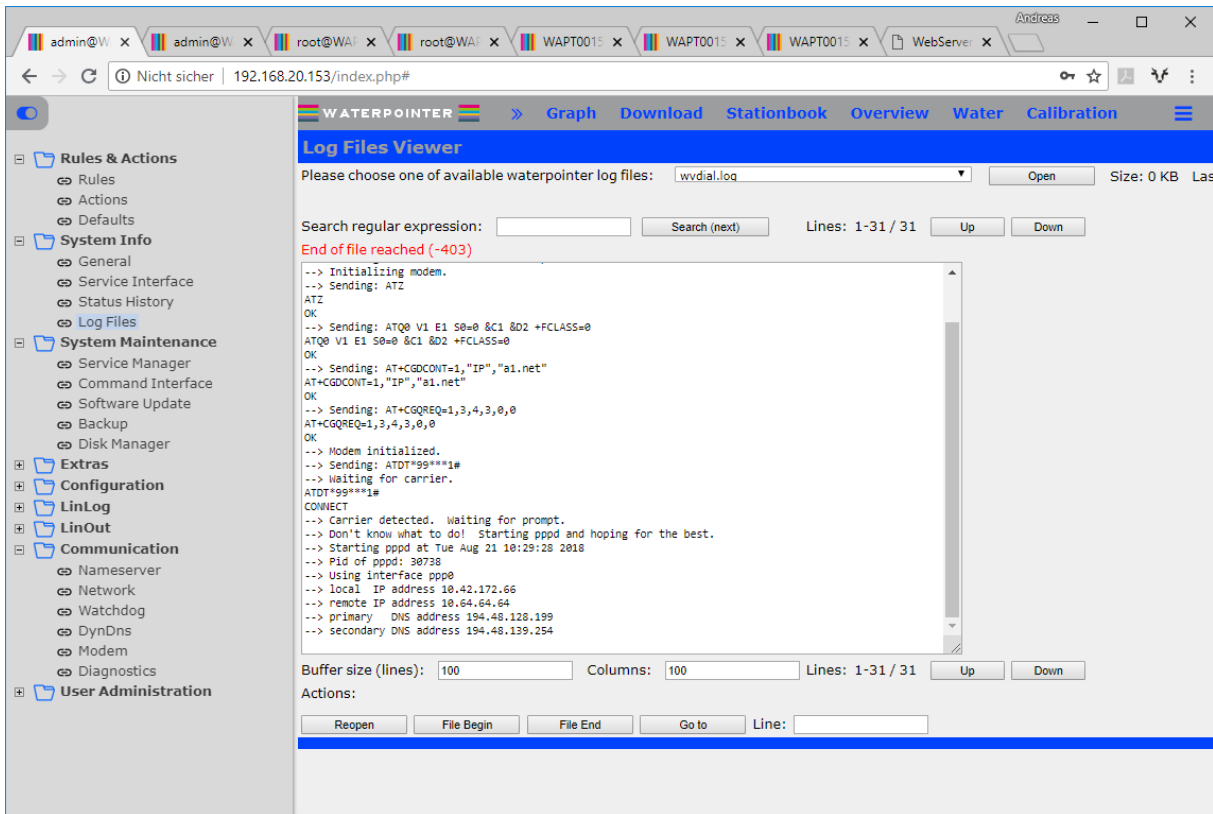 Andreas
admin@W
admin@W
root@WAP
root@WAP
WAPT0015
WAPT0015
WAPT0015
WebServer
Nicht sicher | 192.168.20.153/index.php#
WATERPOINTER » Graph Download Stationbook Overview Water Calibration
Rules & Actions
Rules
Actions
Defaults
System Info
General
Service Interface
Status History
Log Files
System Maintenance
Service Manager
Command Interface
Software Update
Backup
Disk Manager
Extras
Configuration
LinLog
LinOut
Communication
Nameserver
Network
Watchdog
DynDns
Modem
Diagnostics
User Administration
Log Files Viewer
Please choose one of available waterpointer log files: wvdial.log Open Size: 0 KB Las
Search regular expression: Search (next) Lines: 1-31 / 31 Up Down
End of file reached (-403)
--> Initializing modem.
--> Sending: ATZ
ATZ
OK
--> Sending: ATQ0 V1 E1 S0=0 &C1 &D2 +FCLASS=0
ATQ0 V1 E1 S0=0 &C1 &D2 +FCLASS=0
OK
--> Sending: AT+CGDCONT=1,"IP","a1.net"
AT+CGDCONT=1,"IP","a1.net"
OK
--> Sending: AT+CGQREQ=1,3,4,3,0,0
AT+CGQREQ=1,3,4,3,0,0
OK
--> Modem initialized.
--> Sending: ATDT*99***1#
--> Waiting for carrier.
ATDT*99***1#
CONNECT
--> Carrier detected.  Waiting for prompt.
--> Don't know what to do!  Starting pppd and hoping for the best.
--> Starting pppd at Tue Aug 21 10:29:28 2018
--> Pid of pppd: 30738
--> Using interface ppp0
--> local  IP address 10.42.172.66
--> remote IP address 10.64.64.64
--> primary   DNS address 194.48.128.199
--> secondary DNS address 194.48.139.254
Buffer size (lines): 100 Columns: 100 Lines: 1-31 / 31 Up Down
Actions:
Reopen File Begin File End Go to Line: